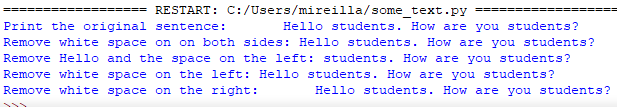 =================== RESTART: C:/Users/mireilla/some_text.py ===================
Print the original sentence:       Hello students. How are you students?
Remove white space on on both sides: Hello students. How are you students?
Remove Hello and the space on the left: students. How are you students?
Remove white space on the left: Hello students. How are you students?
Remove white space on the right:       Hello students. How are you students?
>>>